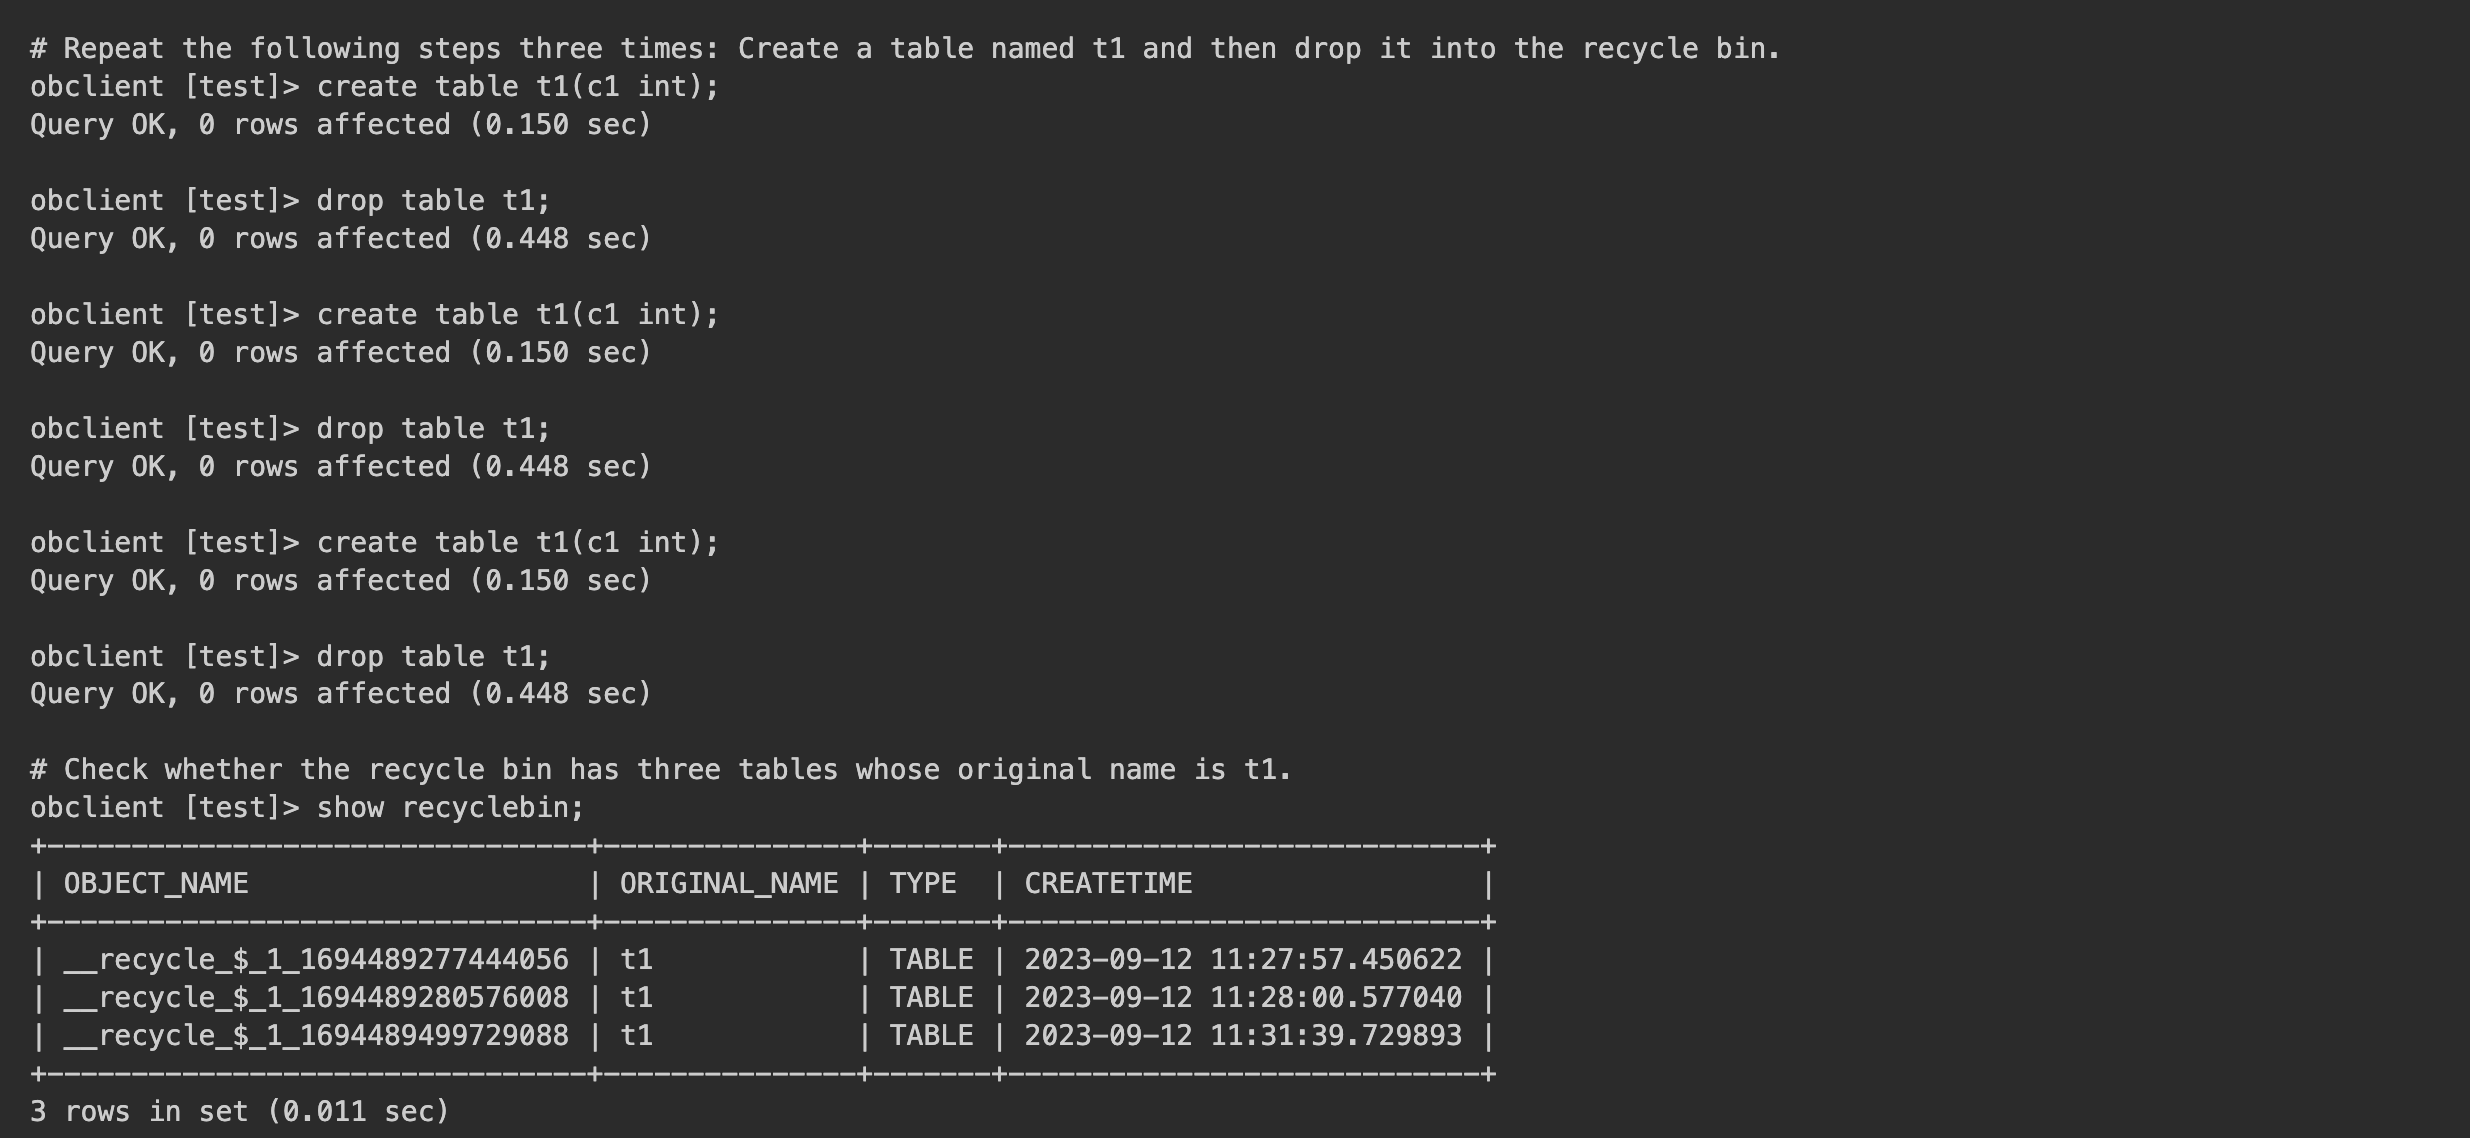 # Repeat the following steps three times: Create a table named t1 and then drop it into the recycle bin.
obclient [test]> create table t1(c1 int);
Query OK, 0 rows affected (0.150 sec)

obclient [test]> drop table t1;
Query OK, 0 rows affected (0.448 sec)

obclient [test]> create table t1(c1 int);
Query OK, 0 rows affected (0.150 sec)

obclient [test]> drop table t1;
Query OK, 0 rows affected (0.448 sec)

obclient [test]> create table t1(c1 int);
Query OK, 0 rows affected (0.150 sec)

obclient [test]> drop table t1;
Query OK, 0 rows affected (0.448 sec)

# Check whether the recycle bin has three tables whose original name is t1.
obclient [test]> show recyclebin;
+--------------------------------+---------------+-------+----------------------------+
| OBJECT_NAME                    | ORIGINAL_NAME | TYPE  | CREATETIME                 |
+--------------------------------+---------------+-------+----------------------------+
| __recycle_$_1_1694489277444056 | t1            | TABLE | 2023-09-12 11:27:57.450622 |
| __recycle_$_1_1694489280576008 | t1            | TABLE | 2023-09-12 11:28:00.577040 |
| __recycle_$_1_1694489499729088 | t1            | TABLE | 2023-09-12 11:31:39.729893 |
+--------------------------------+---------------+-------+----------------------------+
3 rows in set (0.011 sec)